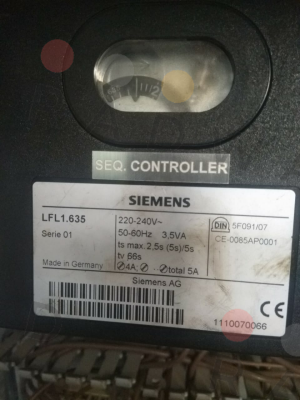 SEQ. CONTROLLER
SIEMENS
LFL1.635
Serie 01
Made in Germany
220-240V~
50-60Hz 3,5VA
ts max. 2,5s (5s)/5s
tv 66s
⊘4A; ⊘...⊘total 5A
Siemens AG
DIN 5F091/07
CE-0085AP0001
1110070066